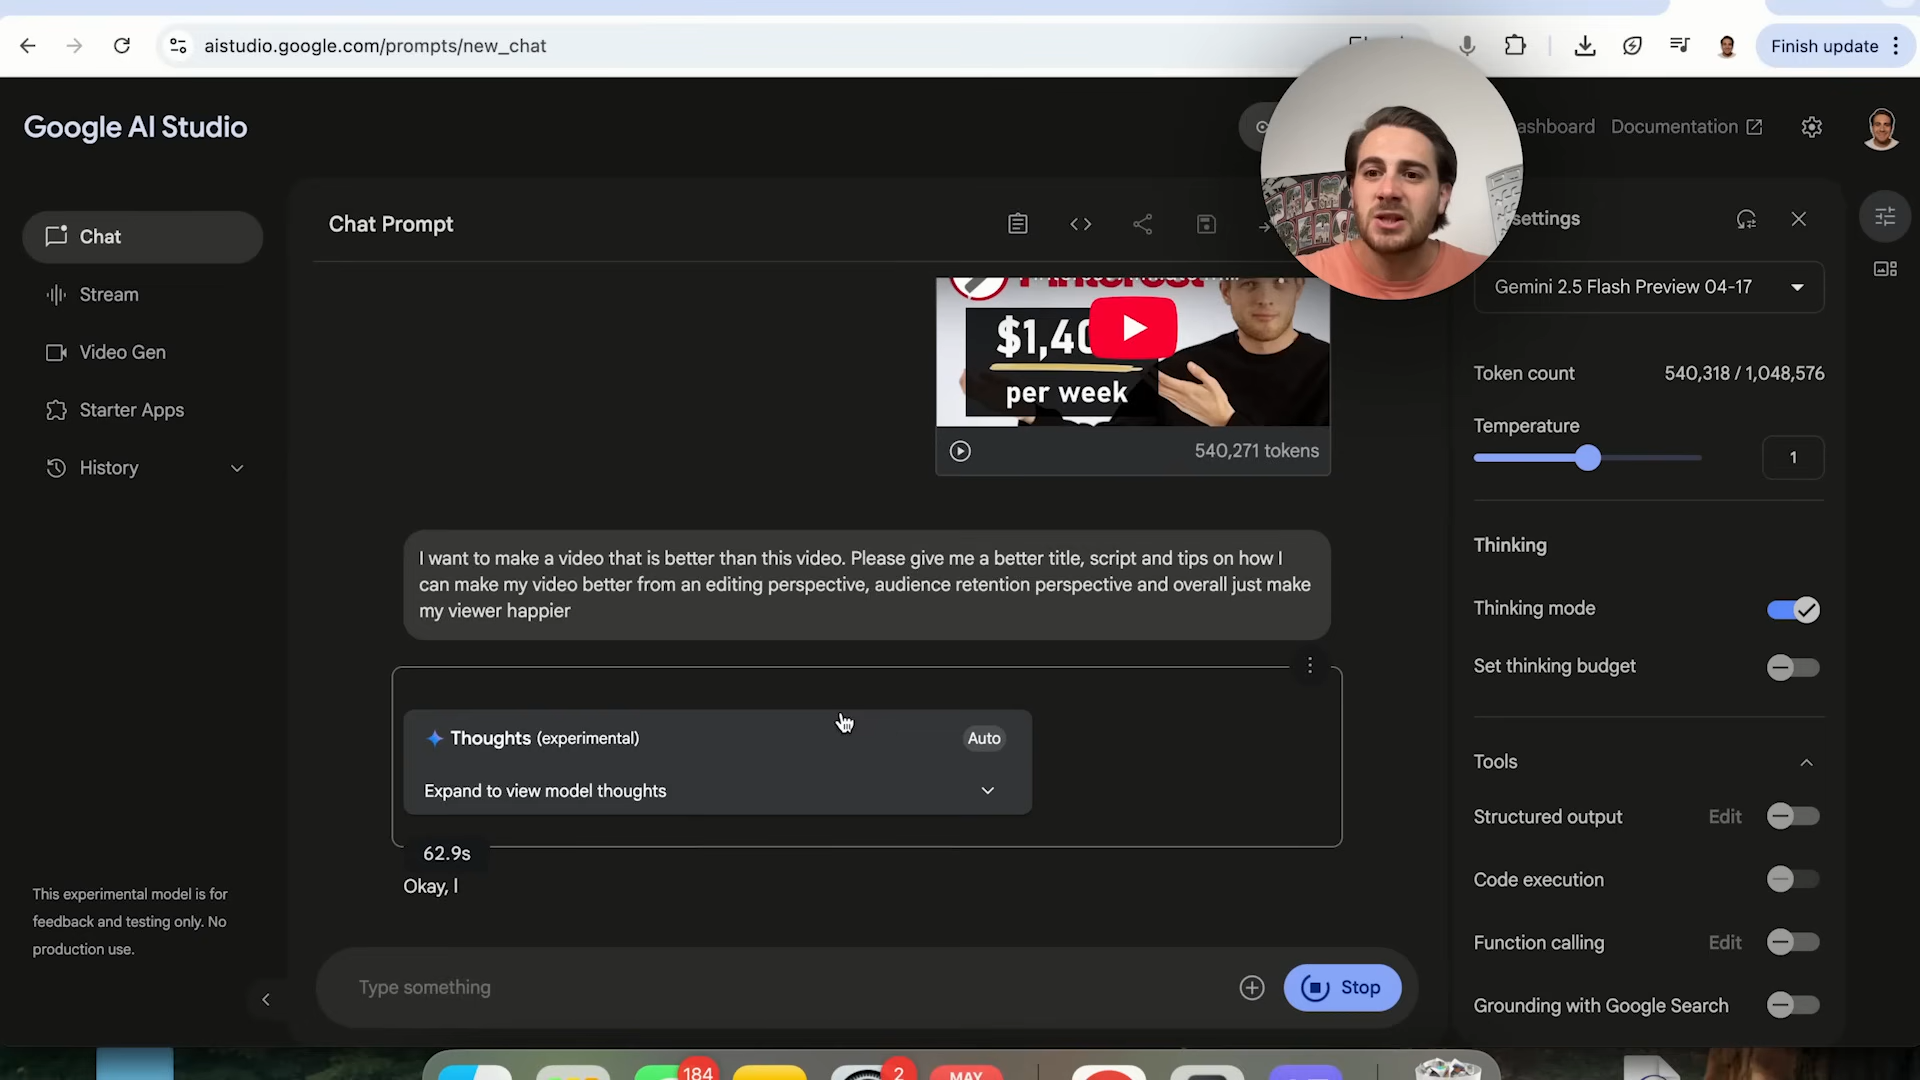 aistudio.google.com/prompts/new_chat
Finish update
Google AI Studio
ashboard
Documentation
Chat
Stream
Video Gen
Starter Apps
History
This experimental model is for
feedback and testing only. No
production use.
Chat Prompt
Pinterest
$1,40
per week
540,271 tokens
I want to make a video that is better than this video. Please give me a better title, script and tips on how I
can make my video better from an editing perspective, audience retention perspective and overall just make
my viewer happier
Thoughts (experimental)
Auto
Expand to view model thoughts
62.9s
Okay, I
Type something
Stop
settings
Gemini 2.5 Flash Preview 04-17
Token count
540,318 / 1,048,576
Temperature
1
Thinking
Thinking mode
Set thinking budget
Tools
Structured output
Edit
Code execution
Function calling
Edit
Grounding with Google Search
184
2
MAY